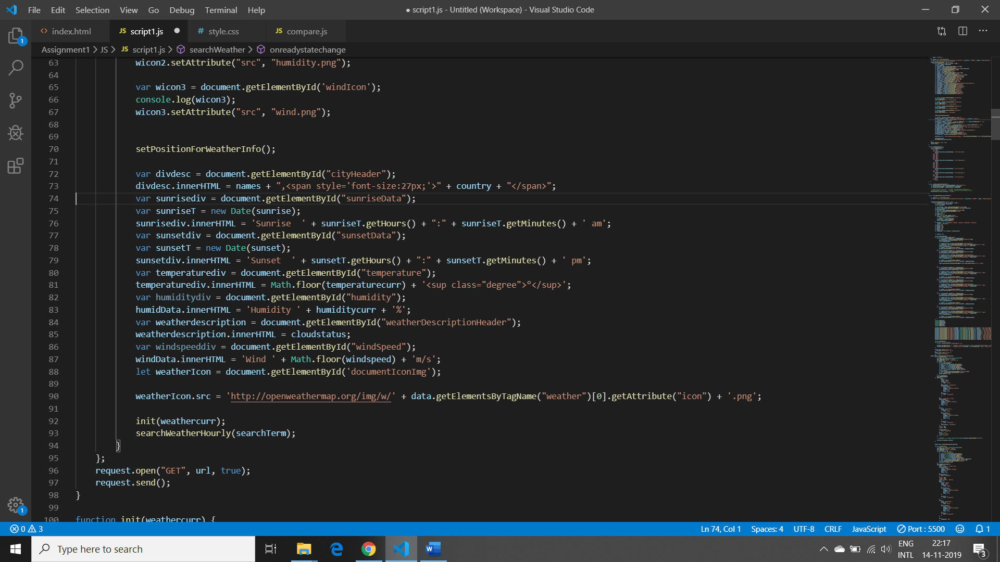 File Edit Selection View Go Debug Terminal Help
● script1.js - Untitled (Workspace) - Visual Studio Code
<> index.html JS script1.js # style.css JS compare.js
Assignment1 > JS > JS script1.js > searchWeather > onreadystatechange
63 wicon2.setAttribute("src", "humidity.png");
64
65 var wicon3 = document.getElementById('windIcon');
66 console.log(wicon3);
67 wicon3.setAttribute("src", "wind.png");
68
69
70 setPositionForWeatherInfo();
71
72 var divdesc = document.getElementById("cityHeader");
73 divdesc.innerHTML = names + ",<span style='font-size:27px;'>" + country + "</span>";
74 var sunrisediv = document.getElementById("sunriseData");
75 var sunriseT = new Date(sunrise);
76 sunrisediv.innerHTML = 'Sunrise  ' + sunriseT.getHours() + ":" + sunriseT.getMinutes() + ' am';
77 var sunsetdiv = document.getElementById("sunsetData");
78 var sunsetT = new Date(sunset);
79 sunsetdiv.innerHTML = 'Sunset  ' + sunsetT.getHours() + ":" + sunsetT.getMinutes() + ' pm';
80 var temperaturediv = document.getElementById("temperature");
81 temperaturediv.innerHTML = Math.floor(temperaturecurr) + '<sup class="degree">°</sup>';
82 var humiditydiv = document.getElementById("humidity");
83 humidData.innerHTML = 'Humidity ' + humiditycurr + '%';
84 var weatherdescription = document.getElementById("weatherDescriptionHeader");
85 weatherdescription.innerHTML = cloudstatus;
86 var windspeeddiv = document.getElementById("windSpeed");
87 windData.innerHTML = 'Wind ' + Math.floor(windspeed) + 'm/s';
88 let weatherIcon = document.getElementById('documentIconImg');
89
90 weatherIcon.src = 'http://openweathermap.org/img/w/' + data.getElementsByTagName("weather")[0].getAttribute("icon") + '.png';
91
92 init(weathercurr);
93 searchWeatherHourly(searchTerm);
94 }
95 };
96 request.open("GET", url, true);
97 request.send();
98 }
99
100 function init(weathercurr) {
1
1
0 3 Ln 74, Col 1 Spaces: 4 UTF-8 CRLF JavaScript Port : 5500 1
Type here to search
ENG
INTL
22:17
14-11-2019
3